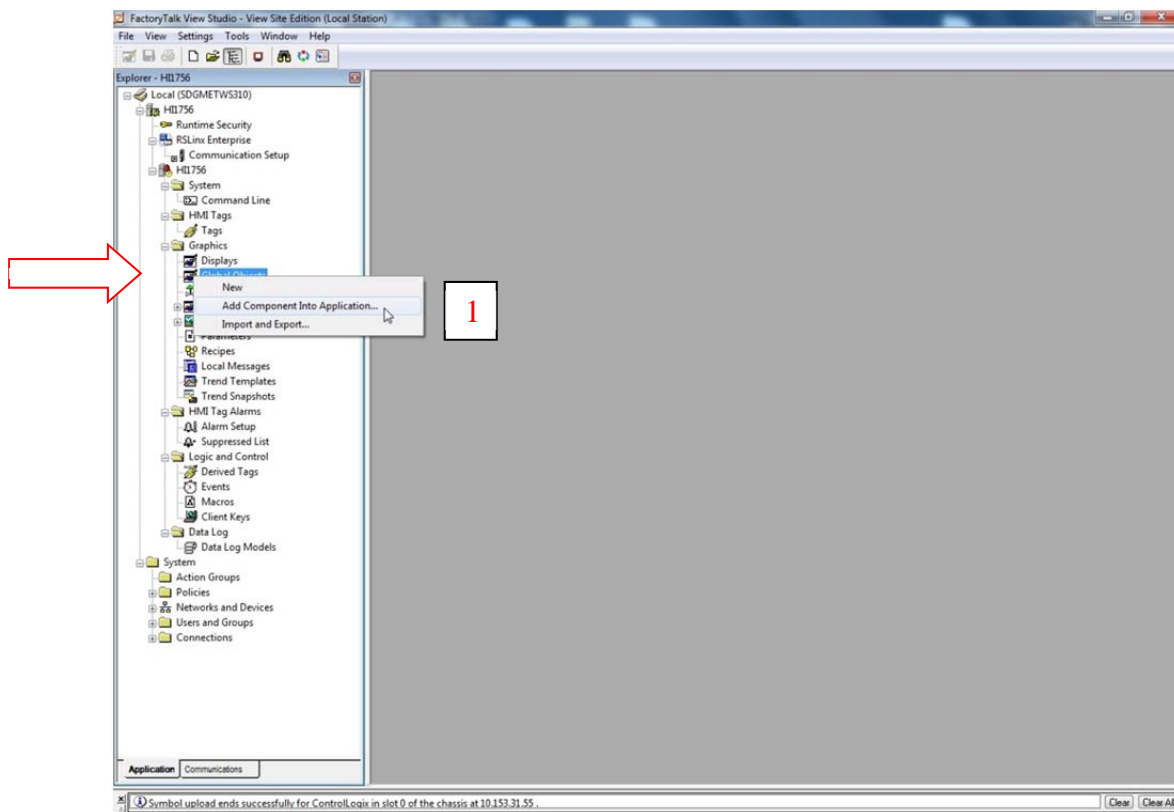 FactoryTalk View Studio - View Site Edition (Local Station)
File View Settings Tools Window Help
Explorer - HI1756
Local (SDGMETWS310)
HI1756
Runtime Security
RSLinx Enterprise
Communication Setup
HI1756
System
Command Line
HMI Tags
Tags
Graphics
Displays
Global Objects
New
Add Component Into Application...
1
Import and Export...
Parameters
Recipes
Local Messages
Trend Templates
Trend Snapshots
HMI Tag Alarms
Alarm Setup
Suppressed List
Logic and Control
Derived Tags
Events
Macros
Client Keys
Data Log
Data Log Models
System
Action Groups
Policies
Networks and Devices
Users and Groups
Connections
Application Communications
Symbol upload ends successfully for ControlLogix in slot 0 of the chassis at 10.153.31.55 .
Clear Clear All